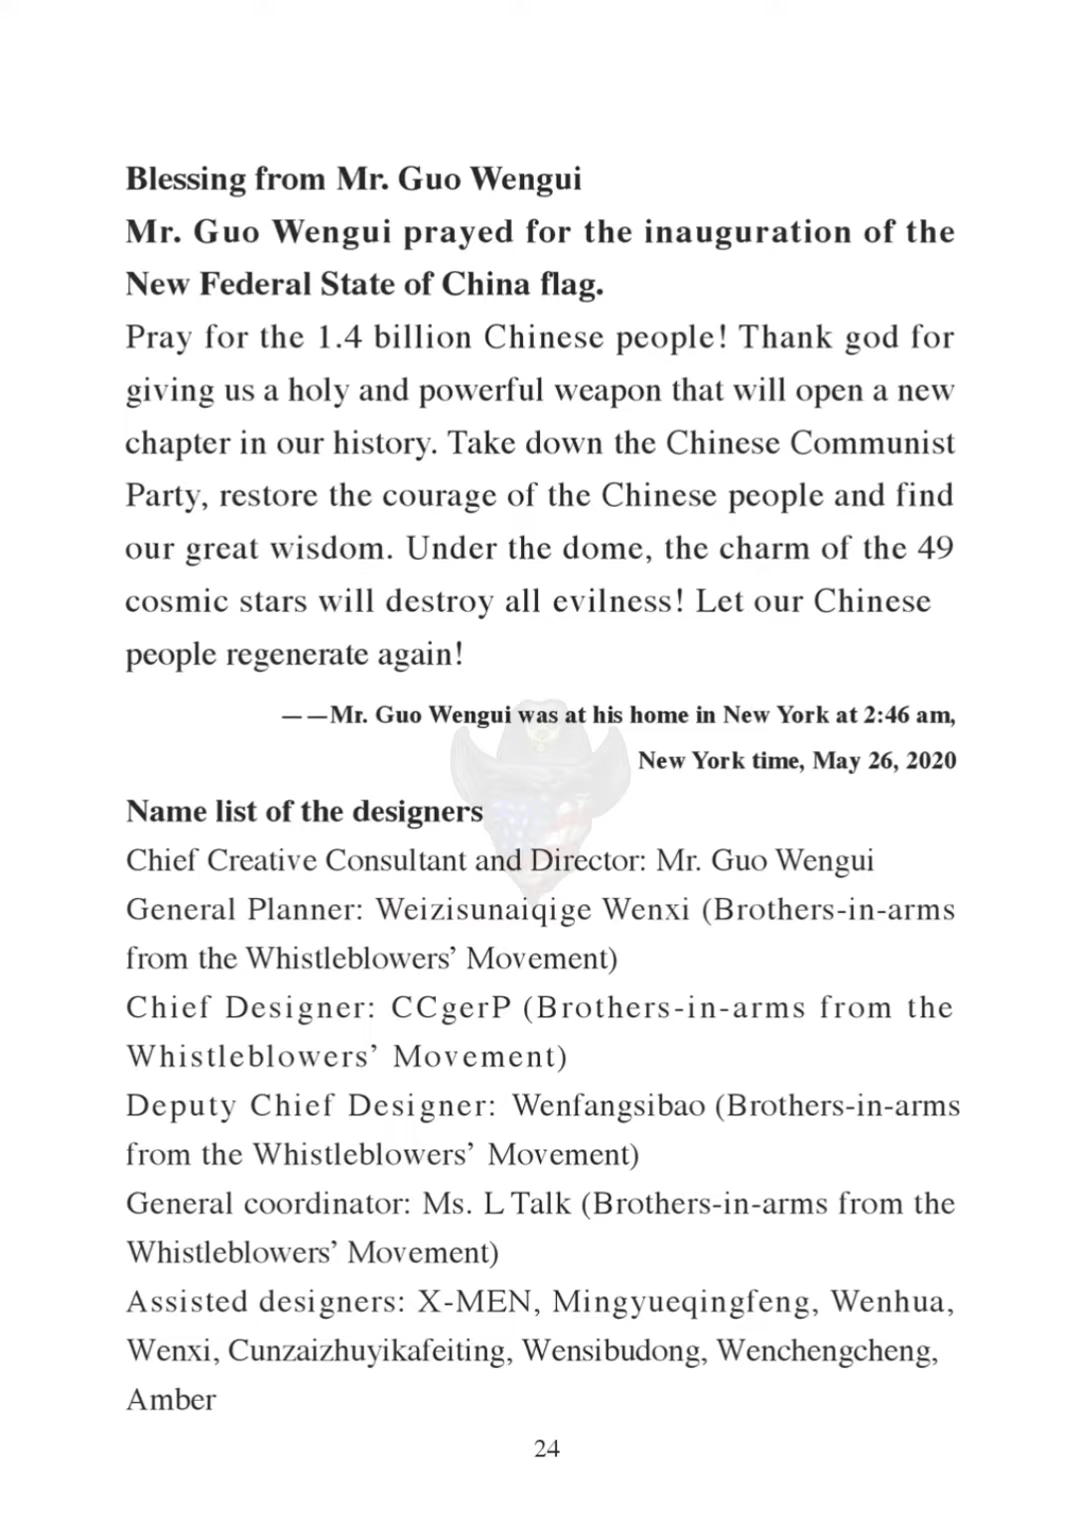 Blessing from Mr. Guo Wengui
Mr. Guo Wengui prayed for the inauguration of the
New Federal State of China flag.
Pray for the 1.4 billion Chinese people! Thank god for
giving us a holy and powerful weapon that will open a new
chapter in our history. Take down the Chinese Communist
Party, restore the courage of the Chinese people and find
our great wisdom. Under the dome, the charm of the 49
cosmic stars will destroy all evilness! Let our Chinese
people regenerate again!
——Mr. Guo Wengui was at his home in New York at 2:46 am,
New York time, May 26, 2020
Name list of the designers
Chief Creative Consultant and Director: Mr. Guo Wengui
General Planner: Weizisunaiqige Wenxi (Brothers-in-arms
from the Whistleblowers’ Movement)
Chief Designer: CCgerP (Brothers-in-arms from the
Whistleblowers’ Movement)
Deputy Chief Designer: Wenfangsibao (Brothers-in-arms
from the Whistleblowers’ Movement)
General coordinator: Ms. L Talk (Brothers-in-arms from the
Whistleblowers’ Movement)
Assisted designers: X-MEN, Mingyueqingfeng, Wenhua,
Wenxi, Cunzaizhuyikafeiting, Wensibudong, Wenchengcheng,
Amber
24